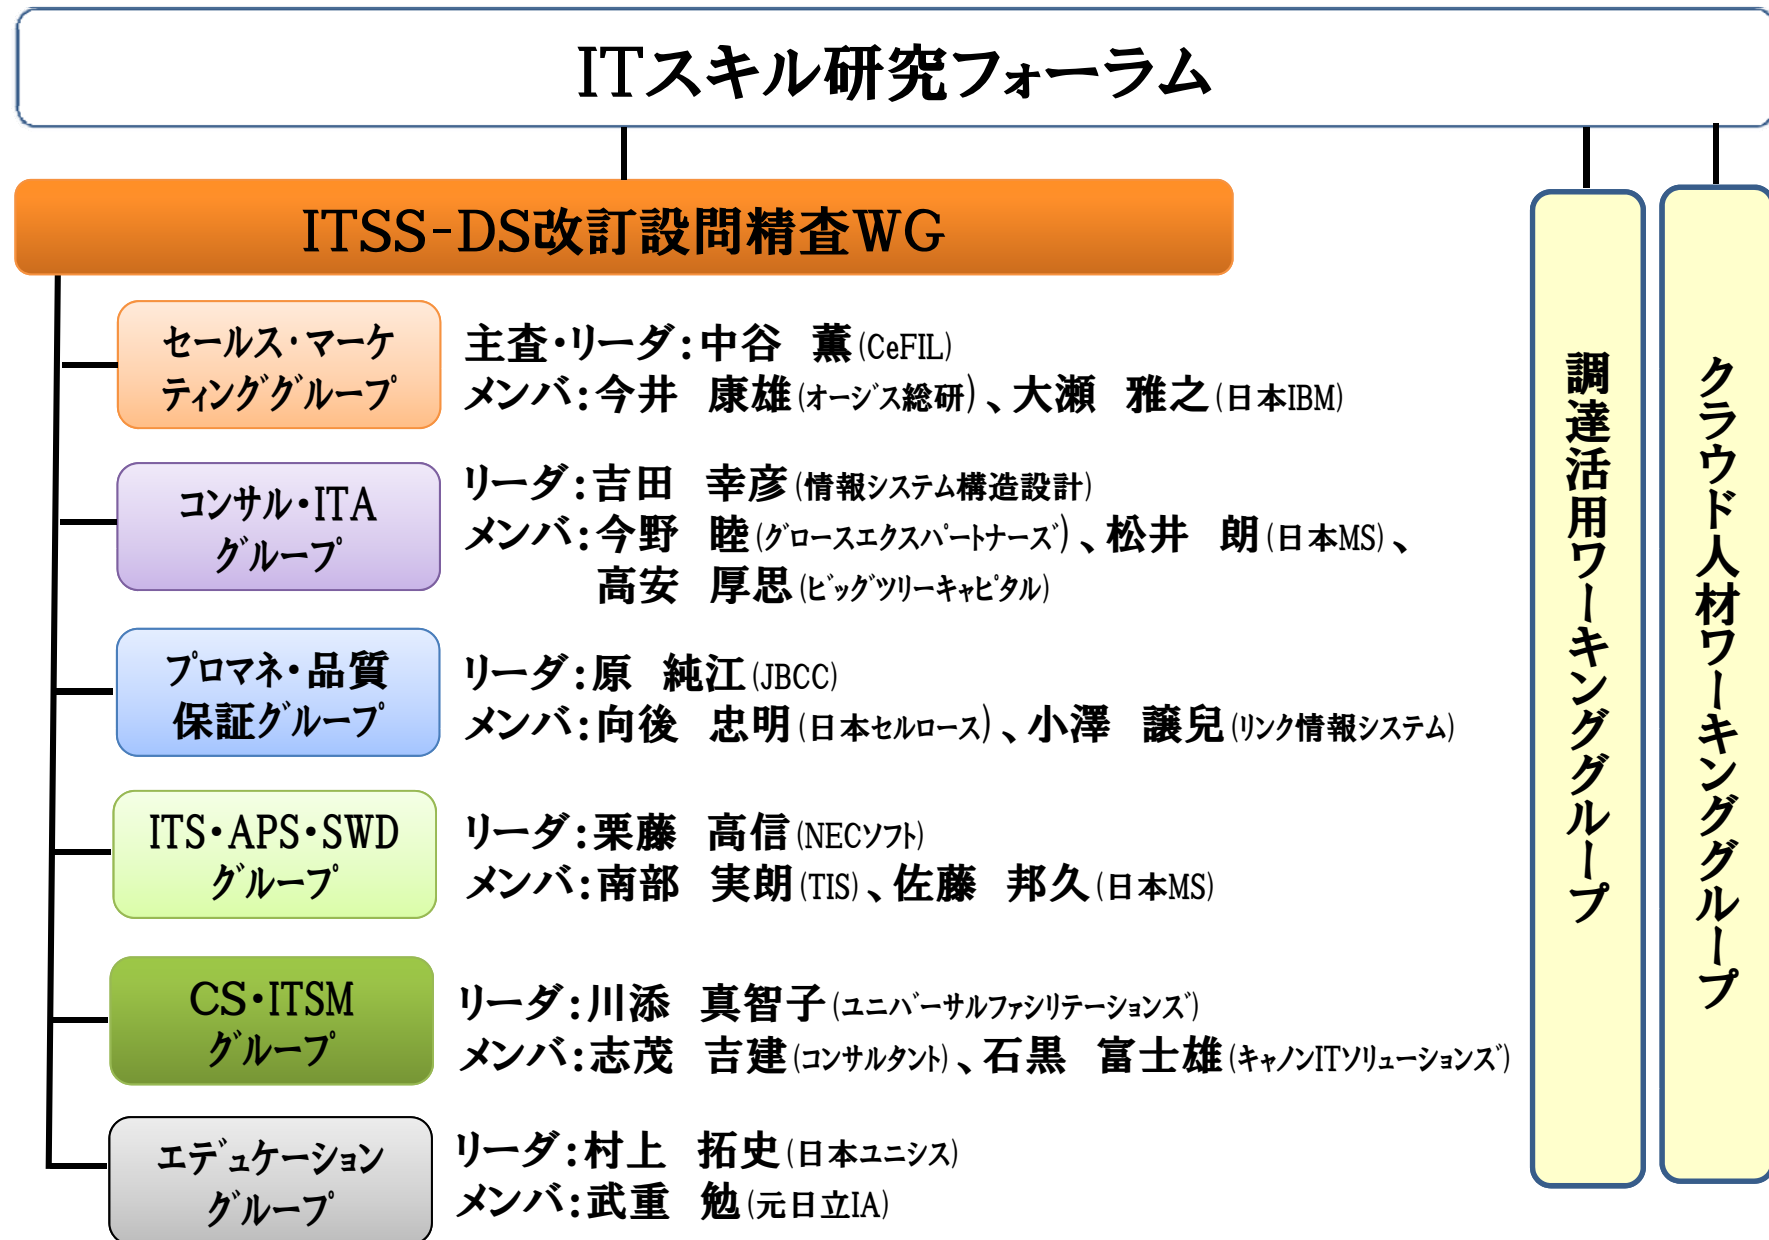 ITスキル研究フォーラム
ITSS-DS改訂設問精査WG
セールス・マーケ
ティンググループ
主査・リーダ：中谷　薫(CeFIL)
メンバ：今井　康雄(オージス総研)、大瀬　雅之(日本IBM)
コンサル・ITA
グループ
リーダ：吉田　幸彦(情報システム構造設計)
メンバ：今野　睦(グロースエクスパートナーズ)、松井　朗(日本MS)、
高安　厚思(ビッグツリーキャピタル)
プロマネ・品質
保証グループ
リーダ：原　純江(JBCC)
メンバ：向後　忠明(日本セルロース)、小澤　譲兒(リンク情報システム)
ITS・APS・SWD
グループ
リーダ：栗藤　高信(NECソフト)
メンバ：南部　実朗(TIS)、佐藤　邦久(日本MS)
CS・ITSM
グループ
リーダ：川添　真智子(ユニバーサルファシリテーションズ)
メンバ：志茂　吉建(コンサルタント)、石黒　富士雄(キャノンITソリューションズ)
エデュケーション
グループ
リーダ：村上　拓史(日本ユニシス)
メンバ：武重　勉(元日立IA)
調達活用ワーキンググループ
クラウド人材ワーキンググループ